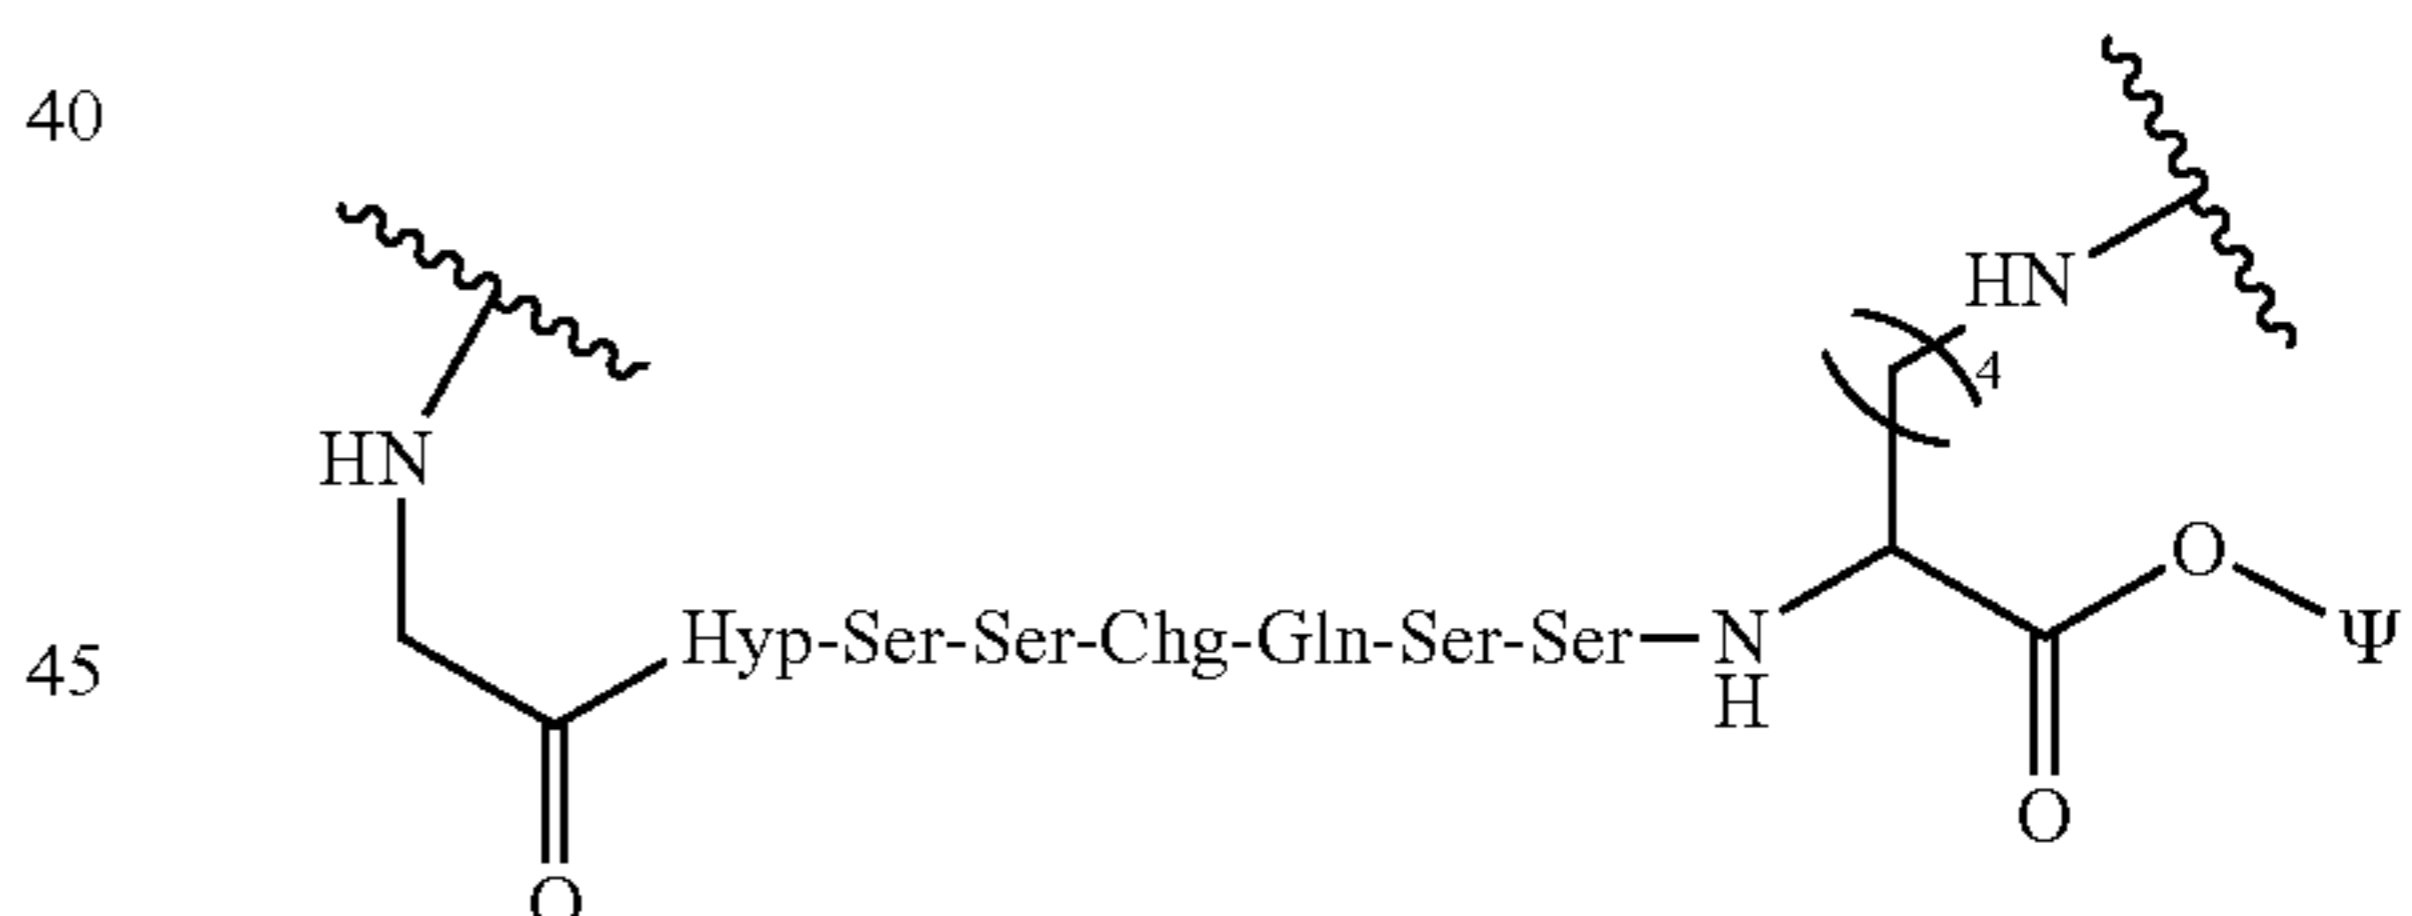 40
HN
4
HN
O
45
Hyp-Ser-Ser-Chg-Gln-Ser-Ser—N
H
Ψ
O
O